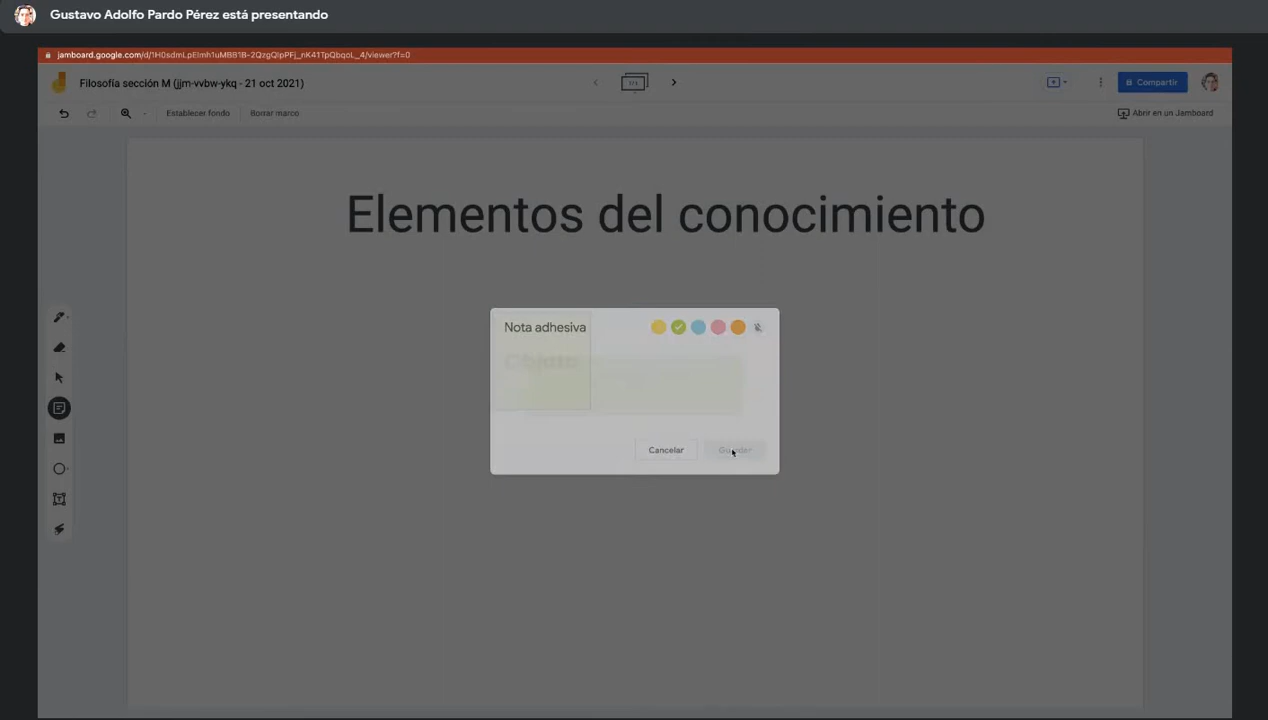 Gustavo Adolfo Pardo Pérez está presentando
Filosofía sección M (jjm-vvbw-ykq - 21 oct 2021)
Compartir
Establecer fondo
Borrar marco
Abrir en un Jamboard
Elementos del conocimiento
Nota adhesiva
Cancelar
Guardar